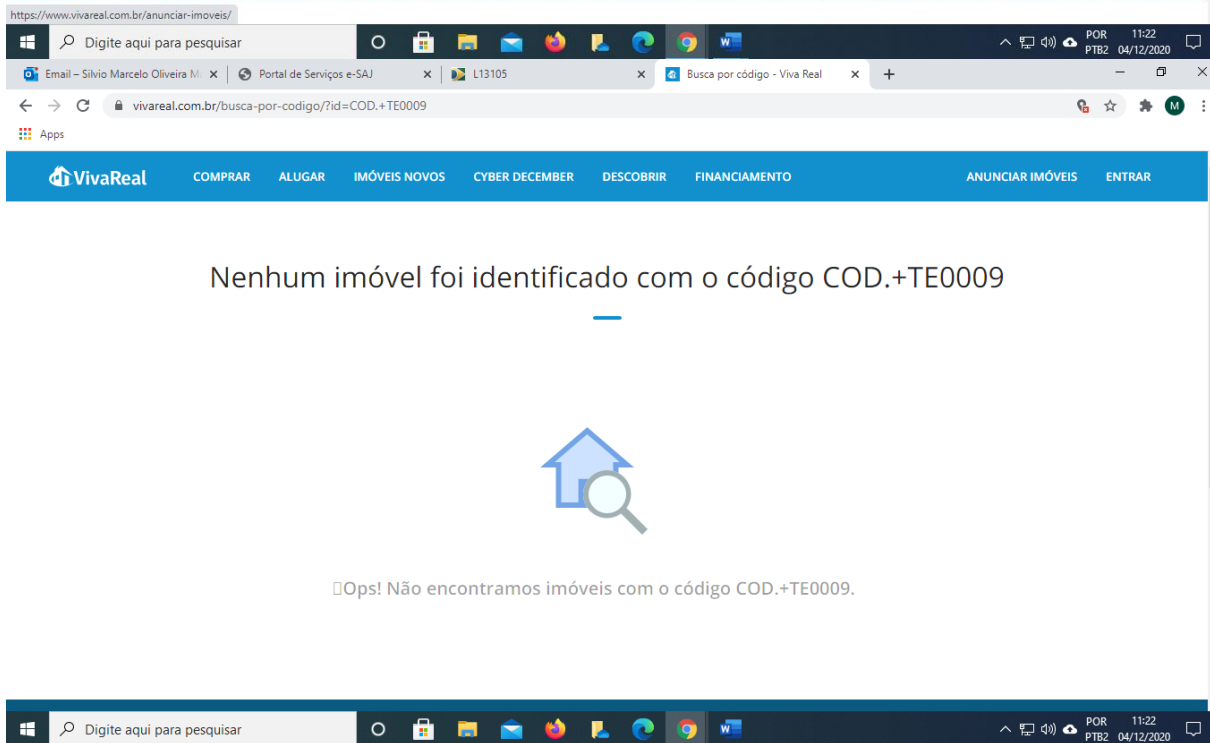 https://www.vivareal.com.br/anunciar-imoveis/
Digite aqui para pesquisar
POR 11:22
PTB2 04/12/2020
Email – Silvio Marcelo Oliveira M
Portal de Serviços e-SAJ
L13105
Busca por código - Viva Real
vivareal.com.br/busca-por-codigo/?id=COD.+TE0009
M
Apps
VivaReal
COMPRAR ALUGAR IMÓVEIS NOVOS CYBER DECEMBER DESCOBRIR FINANCIAMENTO ANUNCIAR IMÓVEIS ENTRAR
Nenhum imóvel foi identificado com o código COD.+TE0009
Ops! Não encontramos imóveis com o código COD.+TE0009.
Digite aqui para pesquisar
POR 11:22
PTB2 04/12/2020